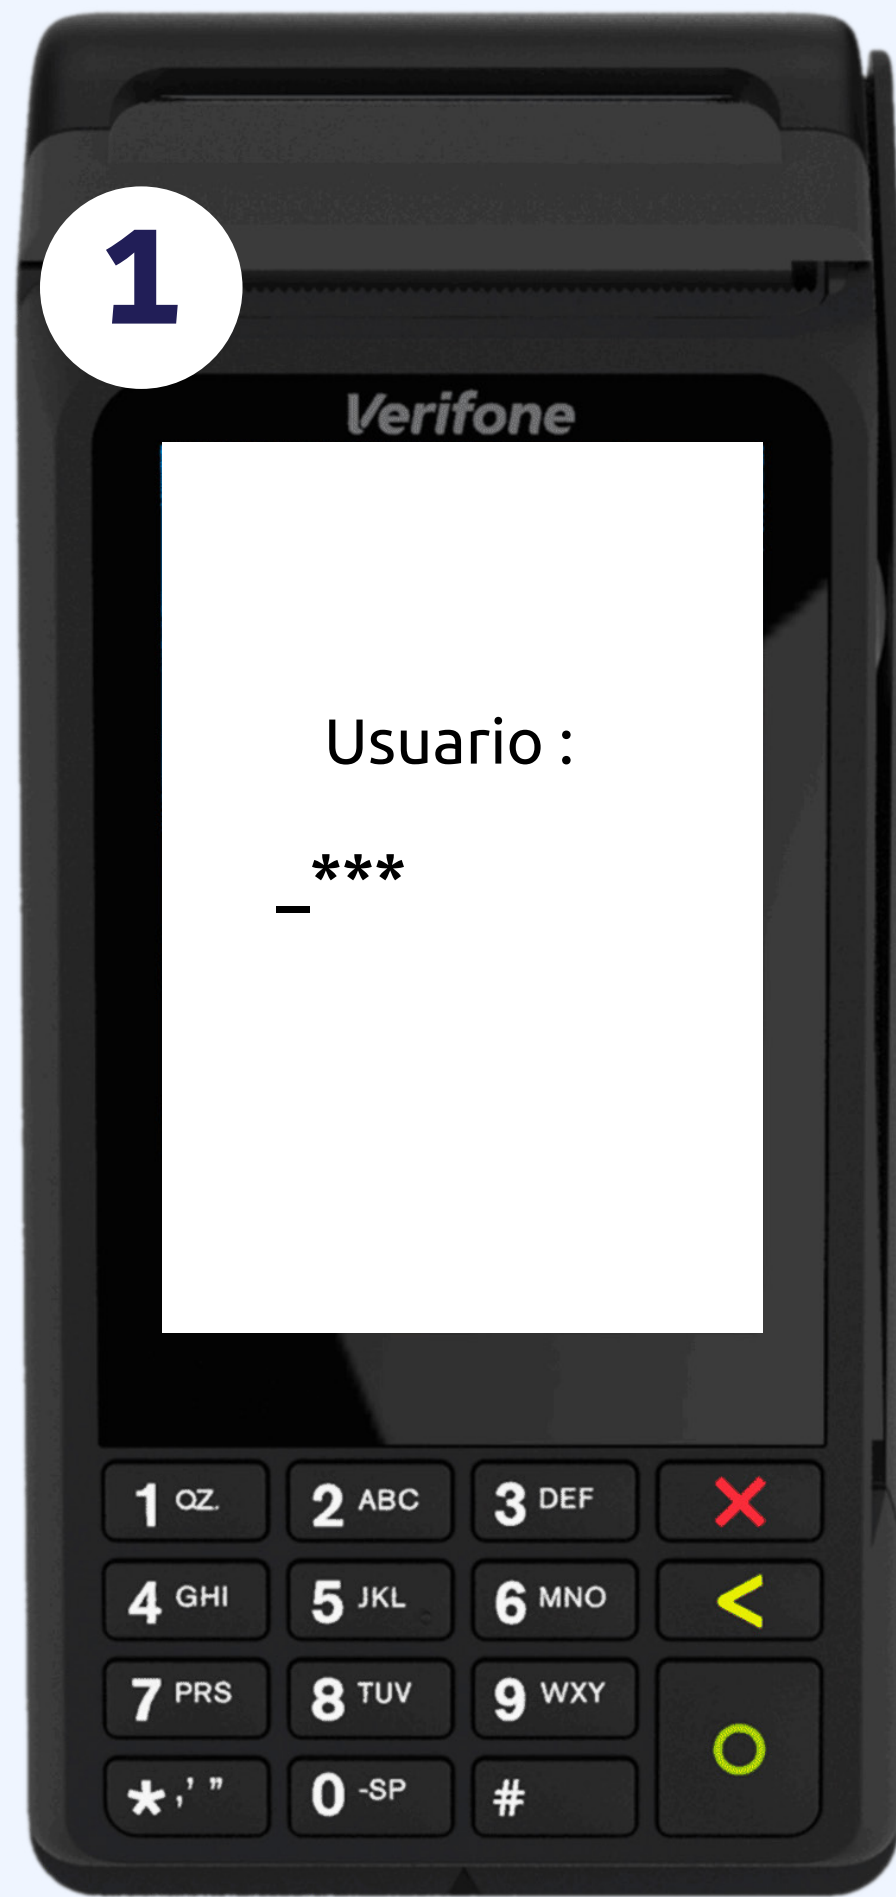 1
Verifone
Usuario :
_***
1 QZ.
2 ABC
3 DEF
4 GHI
5 JKL
6 MNO
<
7 PRS
8 TUV
9 WXY
*,' "
0 -SP
#